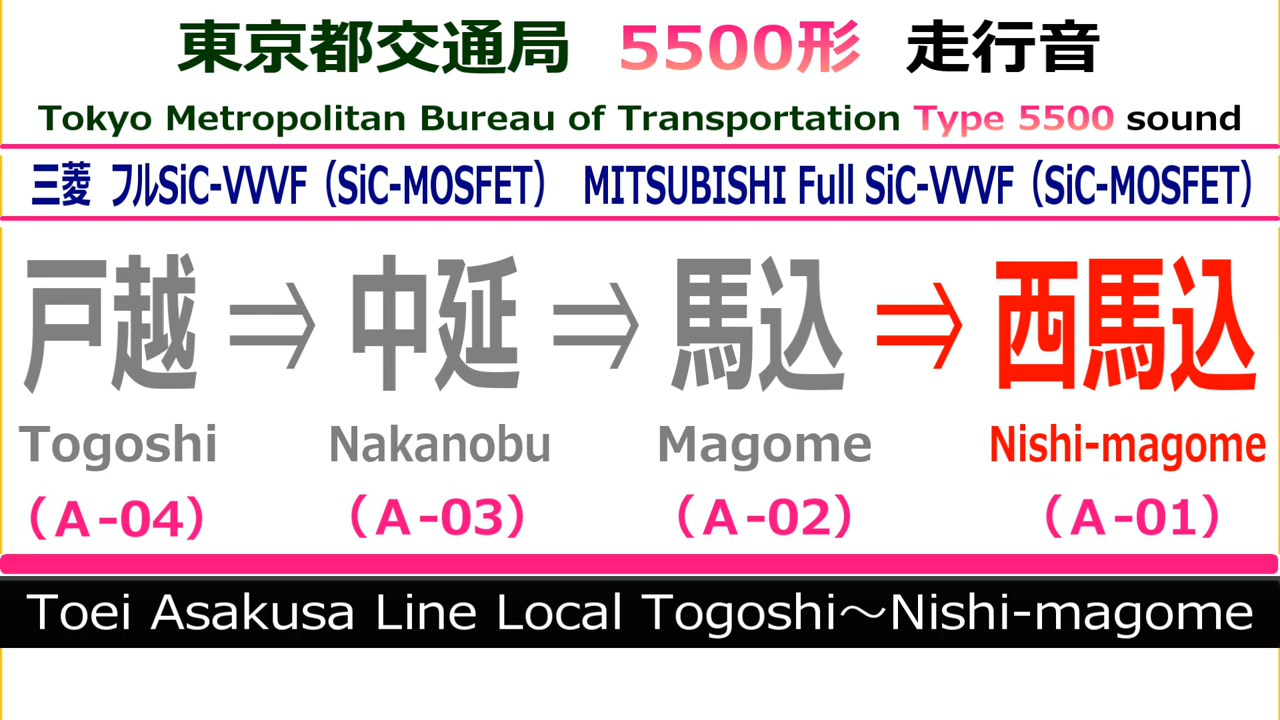 東京都交通局 5500形 走行音
Tokyo Metropolitan Bureau of Transportation Type 5500 sound
三菱 フルSiC-VVVF（SiC-MOSFET） MITSUBISHI Full SiC-VVVF（SiC-MOSFET）
戸越 ⇒ 中延 ⇒ 馬込 ⇒ 西馬込
Togoshi Nakanobu Magome Nishi-magome
（A-04） （A-03） （A-02） （A-01）
Toei Asakusa Line Local Togoshi～Nishi-magome